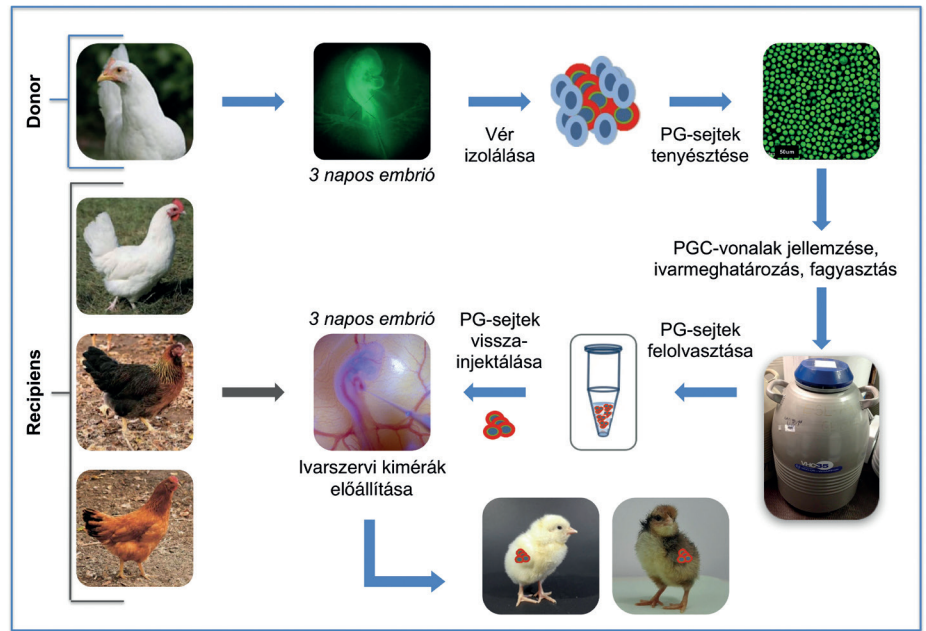 Donor
3 napos embrió
Vér
izolálása
PG-sejtek
tenyésztése
50um
PGC-vonalak jellemzése,
ivarmeghatározás, fagyasztás
Recipiens
3 napos embrió
PG-sejtek
vissza-
injektálása
PG-sejtek
felolvasztása
VHC35
Ivarszervi kimérák
előállítása